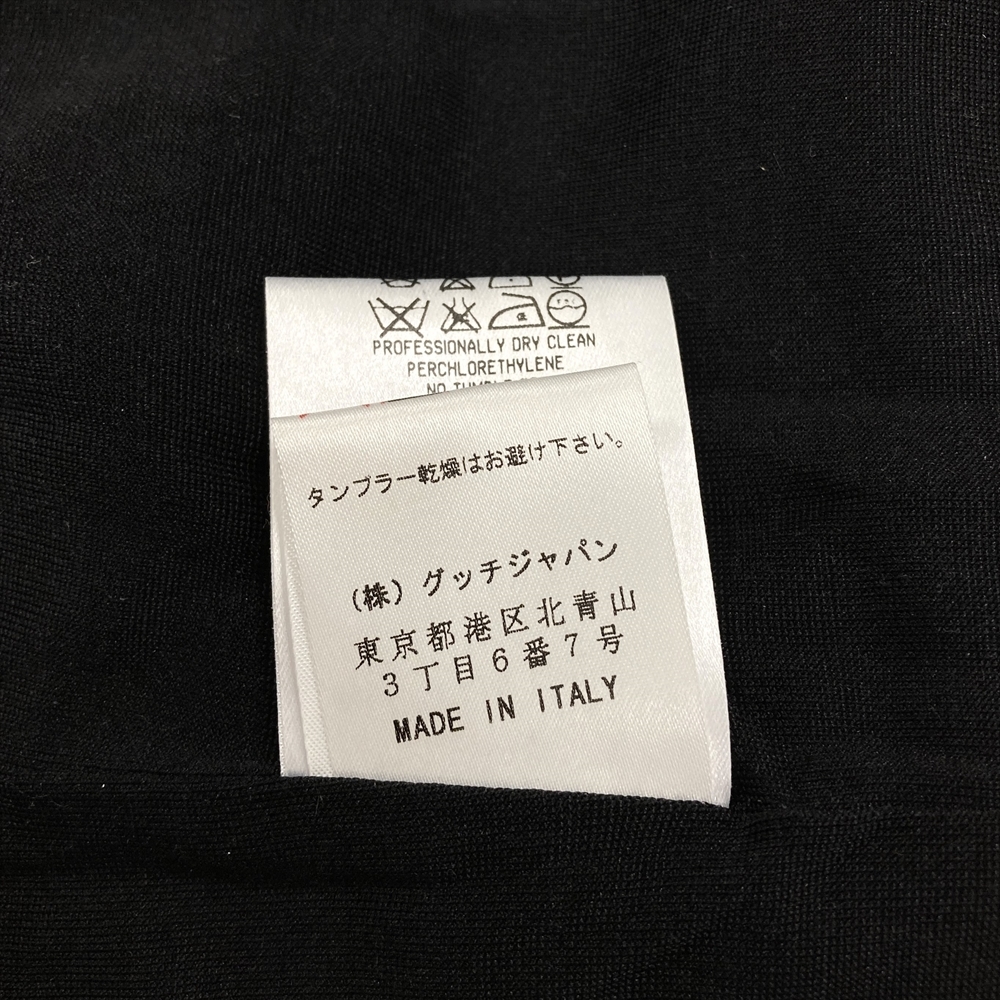 PROFESSIONALLY DRY CLEAN
PERCHLORETHYLENE
NO TUMBLE
タンブラー乾燥はお避け下さい。
(株) グッチジャパン
東京都港区北青山
3丁目6番7号
MADE IN ITALY